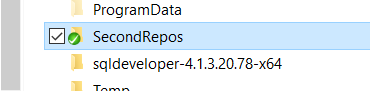 ProgramData
SecondRepos
sqldeveloper-4.1.3.20.78-x64
Temp